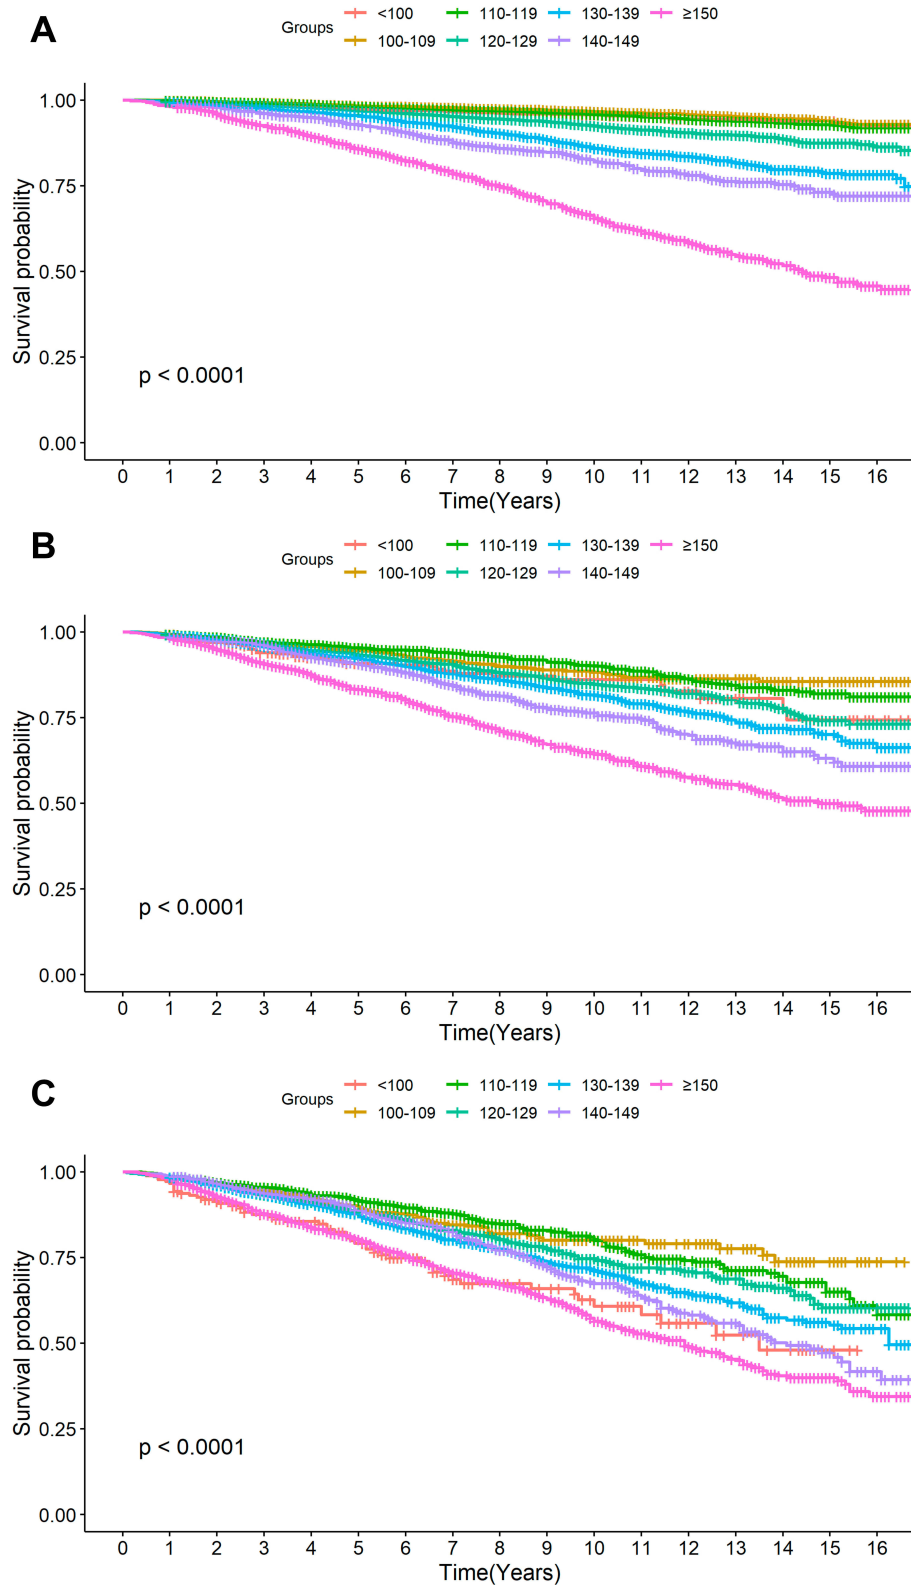 A
Groups
<100
110-119
130-139
≥150
100-109
120-129
140-149
Survival probability
1.00
0.75
0.50
0.25
0.00
p < 0.0001
0 1 2 3 4 5 6 7 8 9 10 11 12 13 14 15 16
Time(Years)
B
Groups
<100
110-119
130-139
≥150
100-109
120-129
140-149
Survival probability
1.00
0.75
0.50
0.25
0.00
p < 0.0001
0 1 2 3 4 5 6 7 8 9 10 11 12 13 14 15 16
Time(Years)
C
Groups
<100
110-119
130-139
≥150
100-109
120-129
140-149
Survival probability
1.00
0.75
0.50
0.25
0.00
p < 0.0001
0 1 2 3 4 5 6 7 8 9 10 11 12 13 14 15 16
Time(Years)